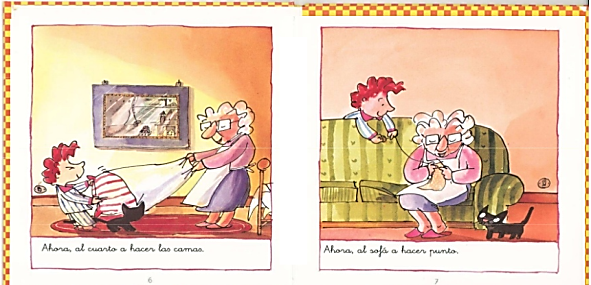 Ahora, al cuarto a hacer las camas.
6
Ahora, al sofá a hacer punto.
7